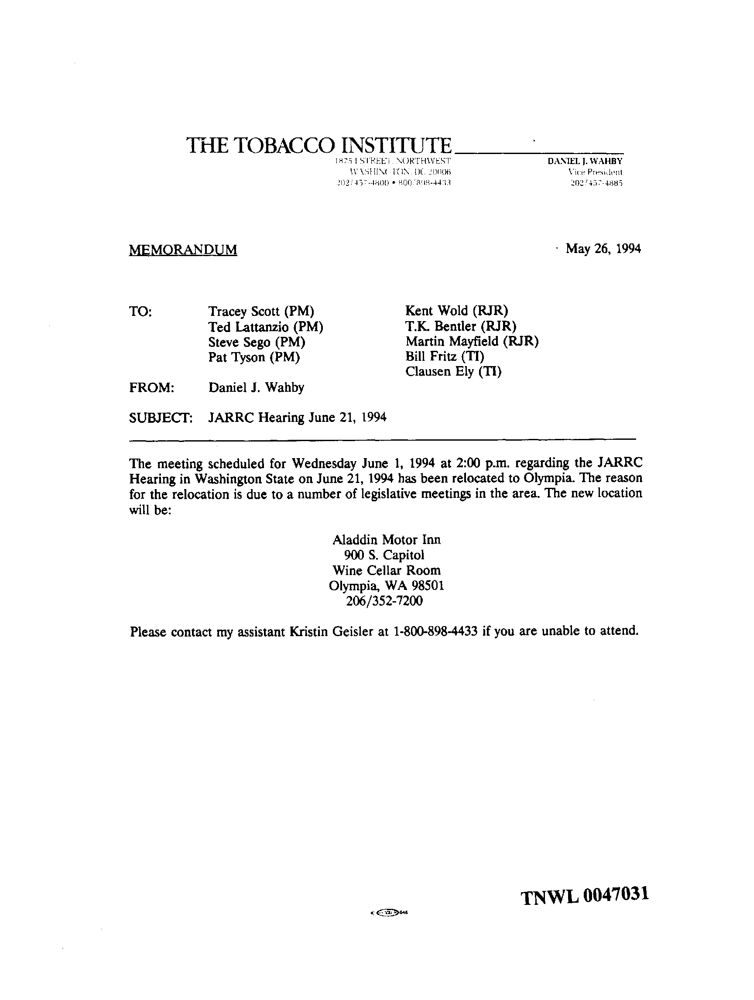 THE TOBACCO INSTITUTE
1875 I STREET, NORTHWEST
WASHINGTON, DC 20006
202/457-4800 • 800/898-4433
DANIEL J. WAHBY
Vice President
202/457-4885
MEMORANDUM
May 26, 1994
TO:
Tracey Scott (PM)
Ted Lattanzio (PM)
Steve Sego (PM)
Pat Tyson (PM)
Kent Wold (RJR)
T.K. Bentler (RJR)
Martin Mayfield (RJR)
Bill Fritz (TI)
Clausen Ely (TI)
FROM: Daniel J. Wahby
SUBJECT: JARRC Hearing June 21, 1994
The meeting scheduled for Wednesday June 1, 1994 at 2:00 p.m. regarding the JARRC
Hearing in Washington State on June 21, 1994 has been relocated to Olympia. The reason
for the relocation is due to a number of legislative meetings in the area. The new location
will be:
Aladdin Motor Inn
900 S. Capitol
Wine Cellar Room
Olympia, WA 98501
206/352-7200
Please contact my assistant Kristin Geisler at 1-800-898-4433 if you are unable to attend.
TNWL 0047031